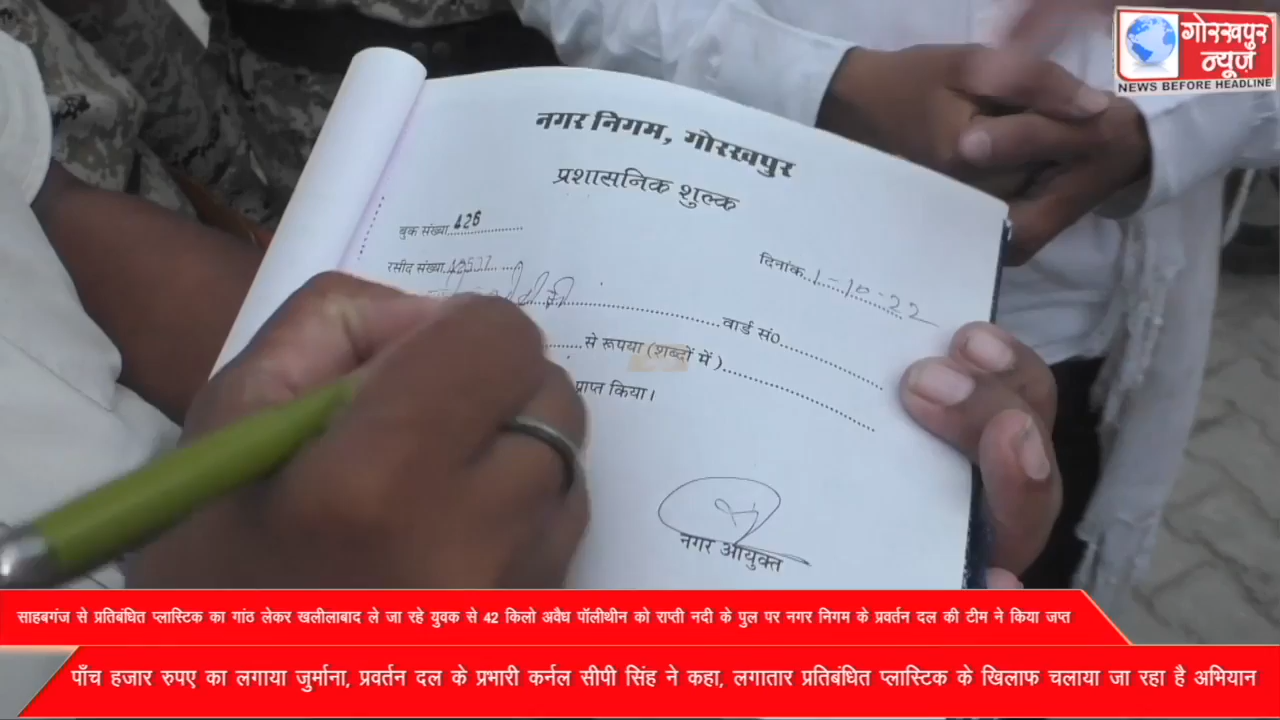 गोरखपुर
न्यूज़
NEWS BEFORE HEADLINE
नगर निगम, गोरखपुर
प्रशासनिक शुल्क
बुक संख्या 426
रसीद संख्या
दिनांक 1-10-22
वार्ड सं०
से रूपया (शब्दों में)
प्राप्त किया।
नगर आयुक्त
साहबगंज से प्रतिबंधित प्लास्टिक का गांठ लेकर खलीलाबाद ले जा रहे युवक से 42 किलो अवैध पॉलीथीन को राप्ती नदी के पुल पर नगर निगम के प्रवर्तन दल की टीम ने किया जप्त
पाँच हजार रुपए का लगाया जुर्माना, प्रवर्तन दल के प्रभारी कर्नल सीपी सिंह ने कहा, लगातार प्रतिबंधित प्लास्टिक के खिलाफ चलाया जा रहा है अभियान